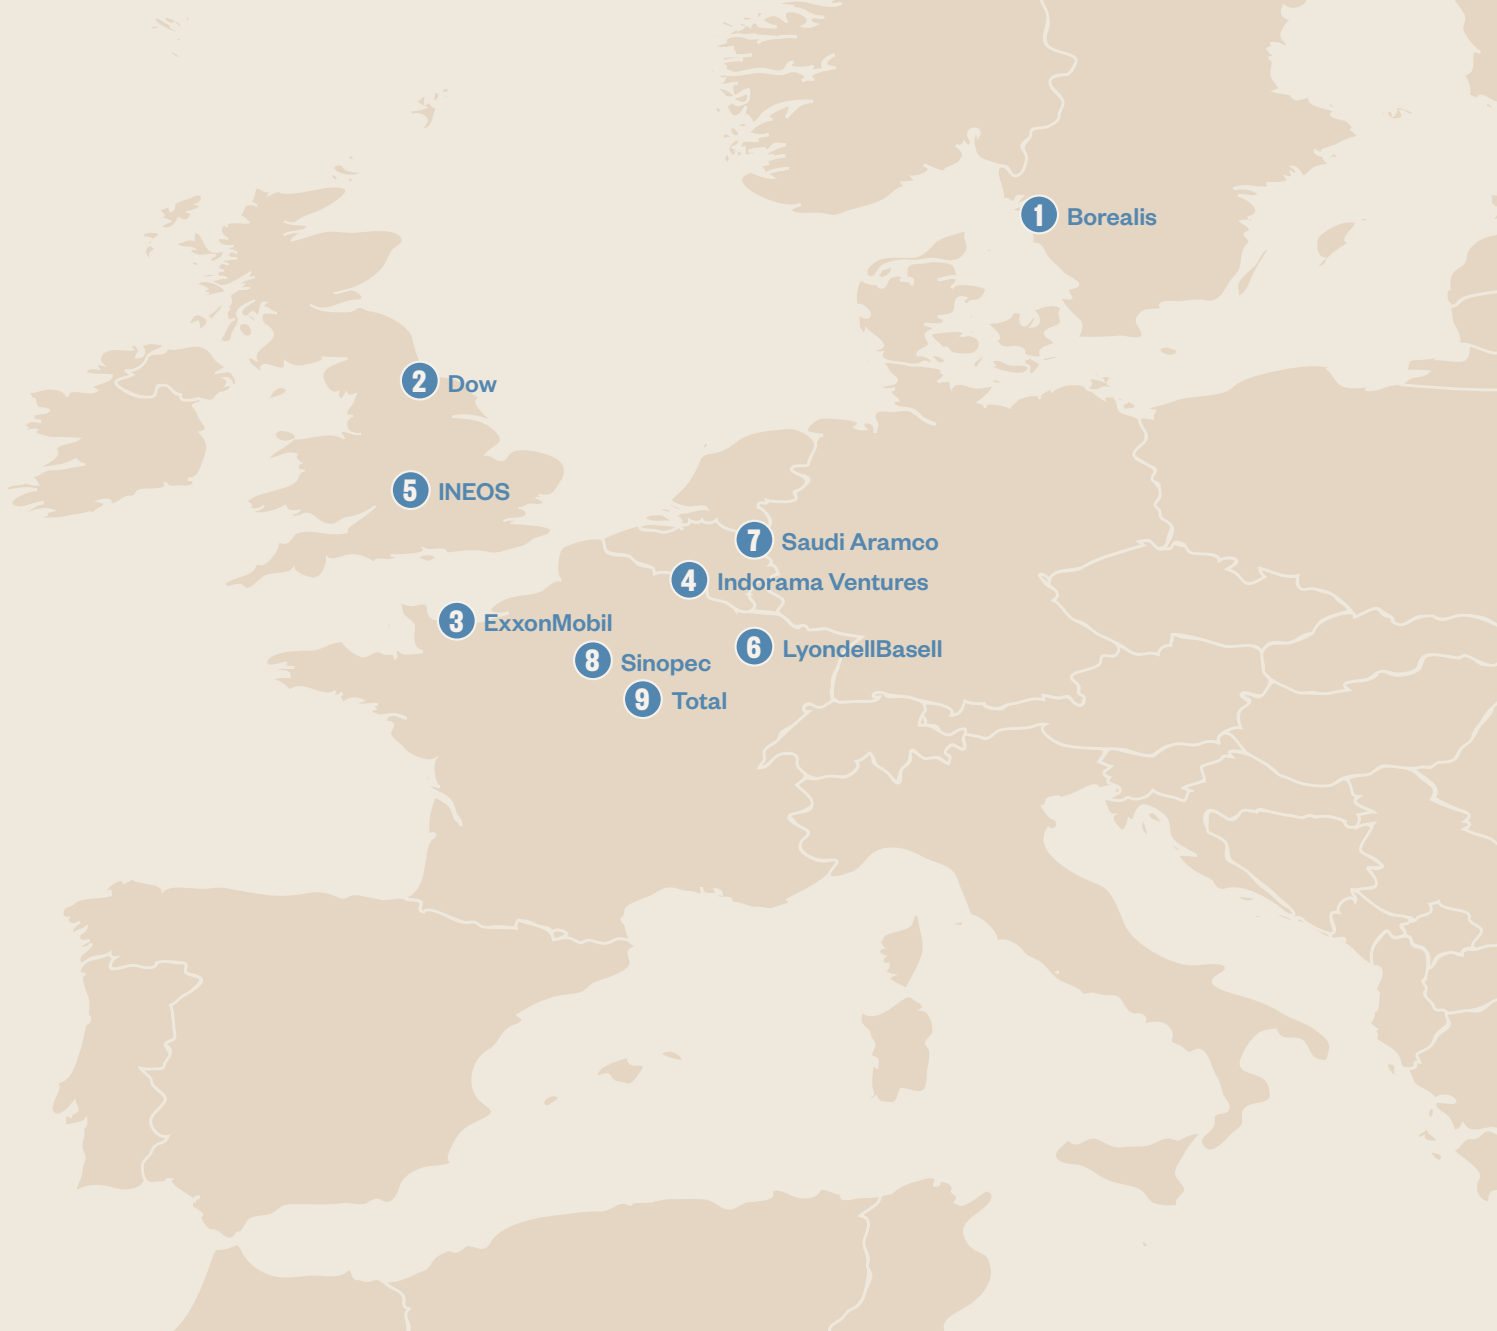 1 Borealis
2 Dow
5 INEOS
7 Saudi Aramco
4 Indorama Ventures
3 ExxonMobil
6 LyondellBasell
8 Sinopec
9 Total